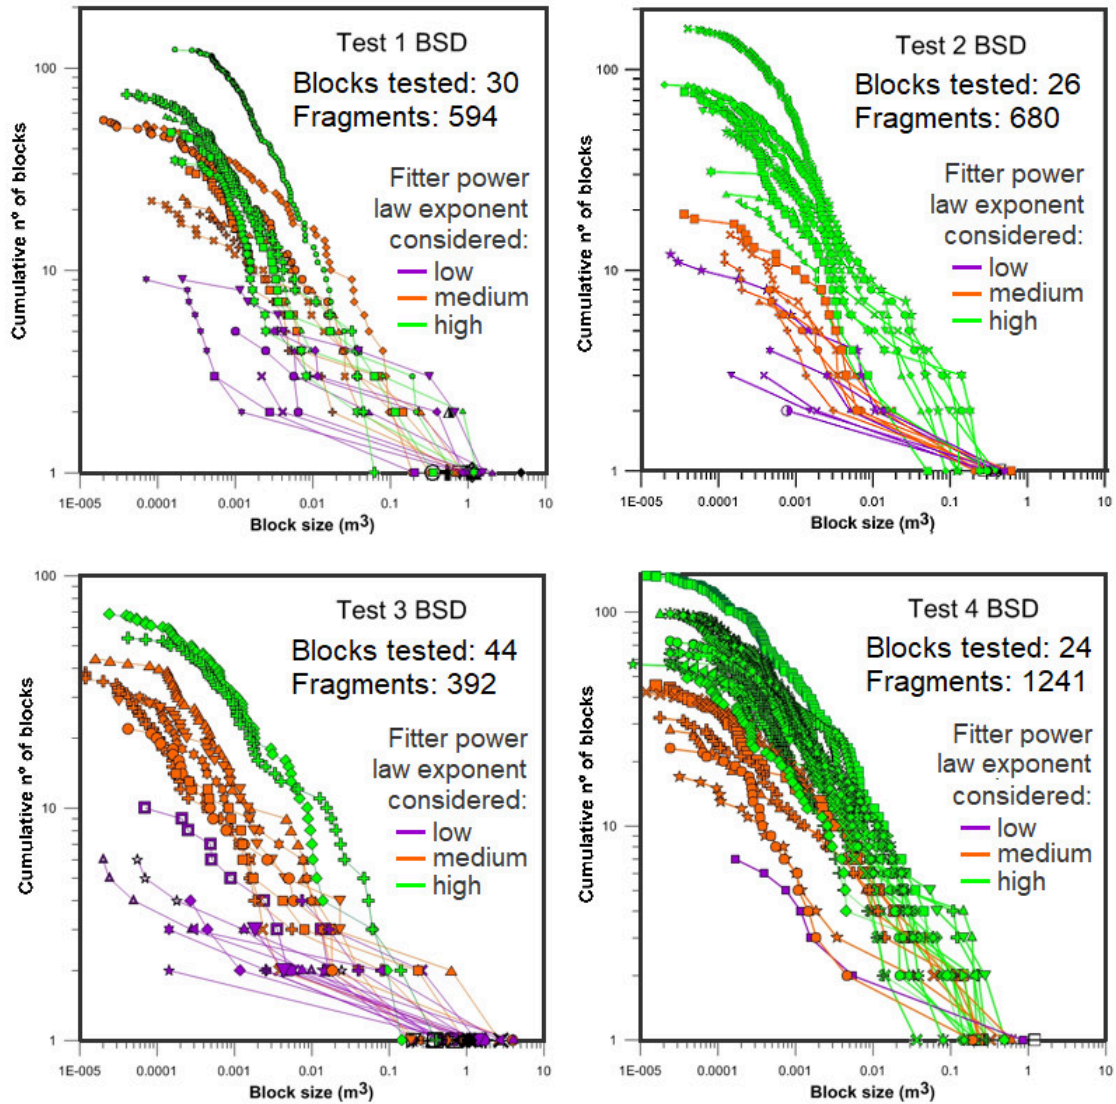 Test 1 BSD
Blocks tested: 30
Fragments: 594
Fitter power
law exponent
considered:
low
medium
high
Cumulative nº of blocks
100
10
1
1E-005
0.0001
0.001
0.01
0.1
1
10
Block size (m³)
Test 2 BSD
Blocks tested: 26
Fragments: 680
Fitter power
law exponent
considered:
low
medium
high
Cumulative nº of blocks
100
10
1
1E-005
0.0001
0.001
0.01
0.1
1
10
Block size (m³)
Test 3 BSD
Blocks tested: 44
Fragments: 392
Fitter power
law exponent
considered:
low
medium
high
Cumulative nº of blocks
100
10
1
1E-005
0.0001
0.001
0.01
0.1
1
10
Block size (m³)
Test 4 BSD
Blocks tested: 24
Fragments: 1241
Fitter power
law exponent
considered:
low
medium
high
Cumulative nº of blocks
100
10
1
1E-005
0.0001
0.001
0.01
0.1
1
10
Block size (m³)